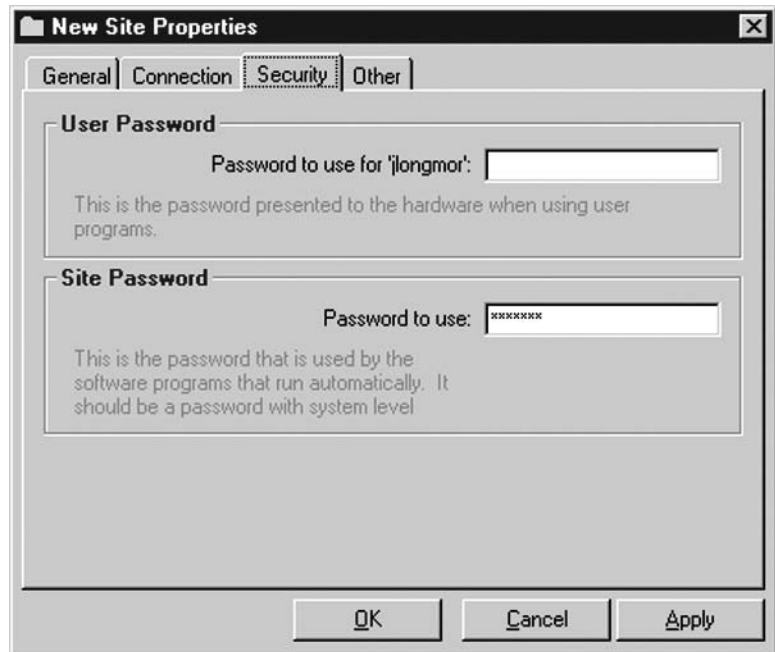 New Site Properties
General Connection Security Other
User Password
Password to use for 'jlongmor':
This is the password presented to the hardware when using user
programs.
Site Password
Password to use: *******
This is the password that is used by the
software programs that run automatically. It
should be a password with system level
OK Cancel Apply